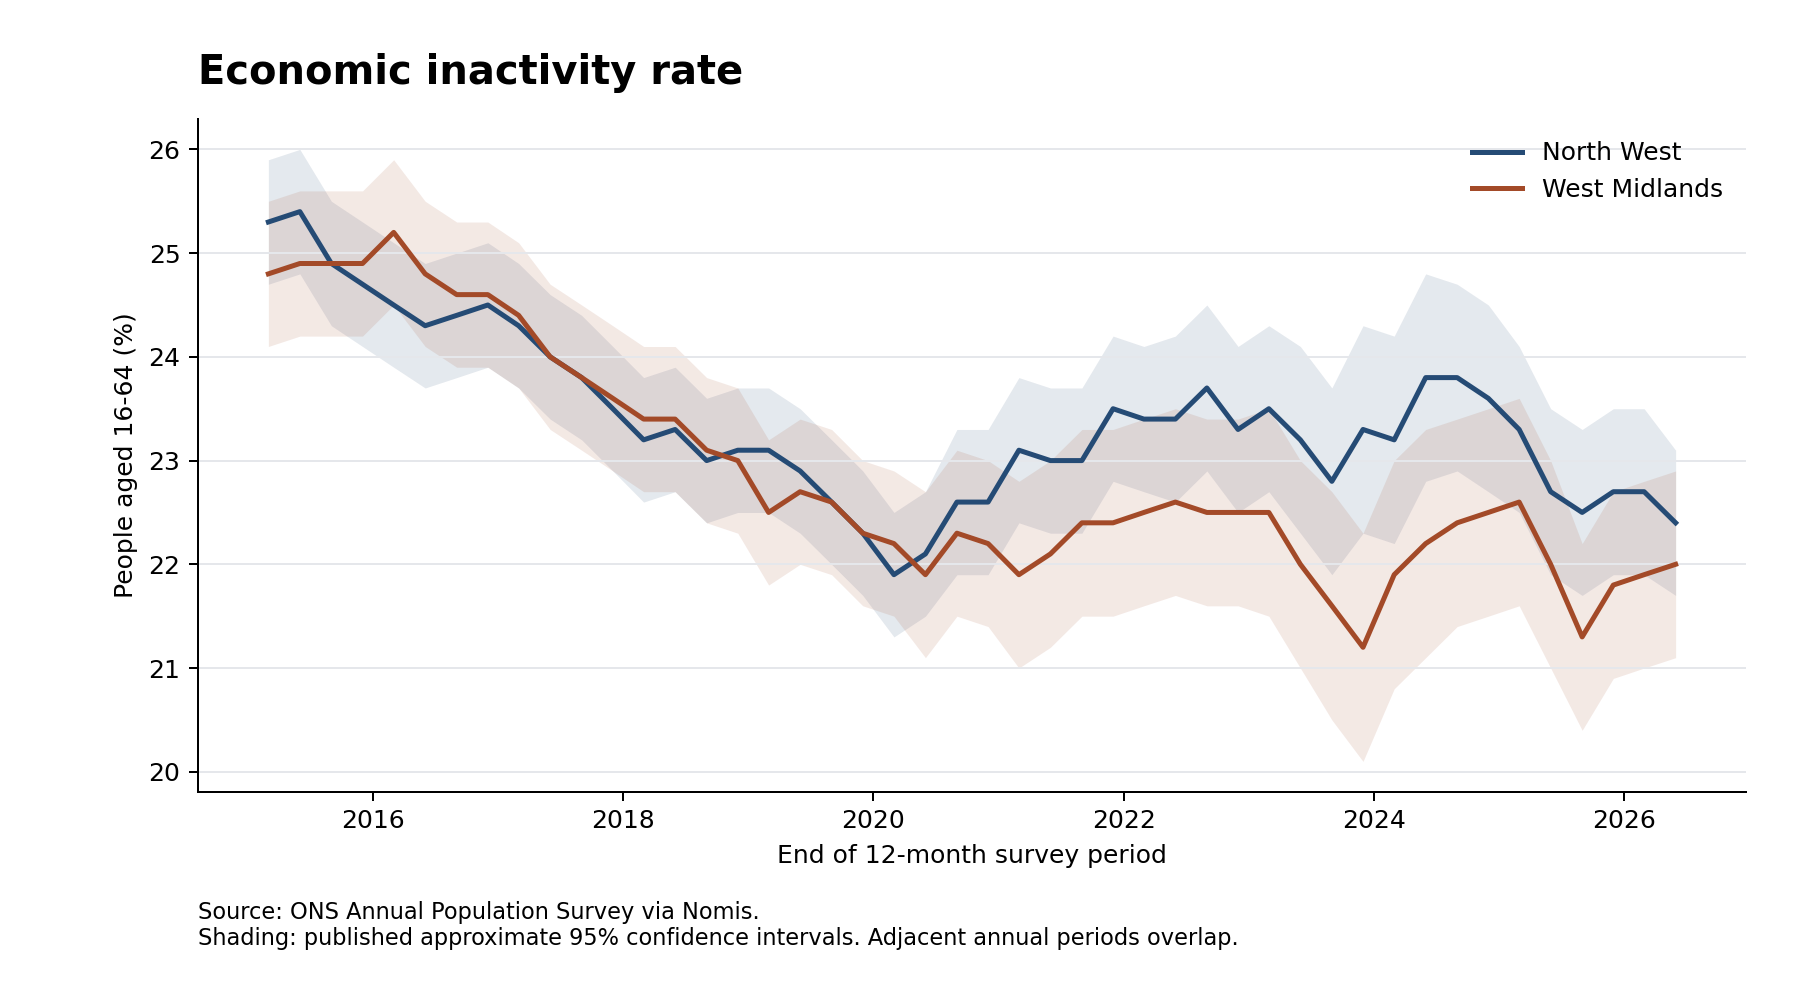 Economic inactivity rate
North West
West Midlands
People aged 16-64 (%)
26
25
24
23
22
21
20
2016
2018
2020
2022
2024
2026
End of 12-month survey period
Source: ONS Annual Population Survey via Nomis.
Shading: published approximate 95% confidence intervals. Adjacent annual periods overlap.